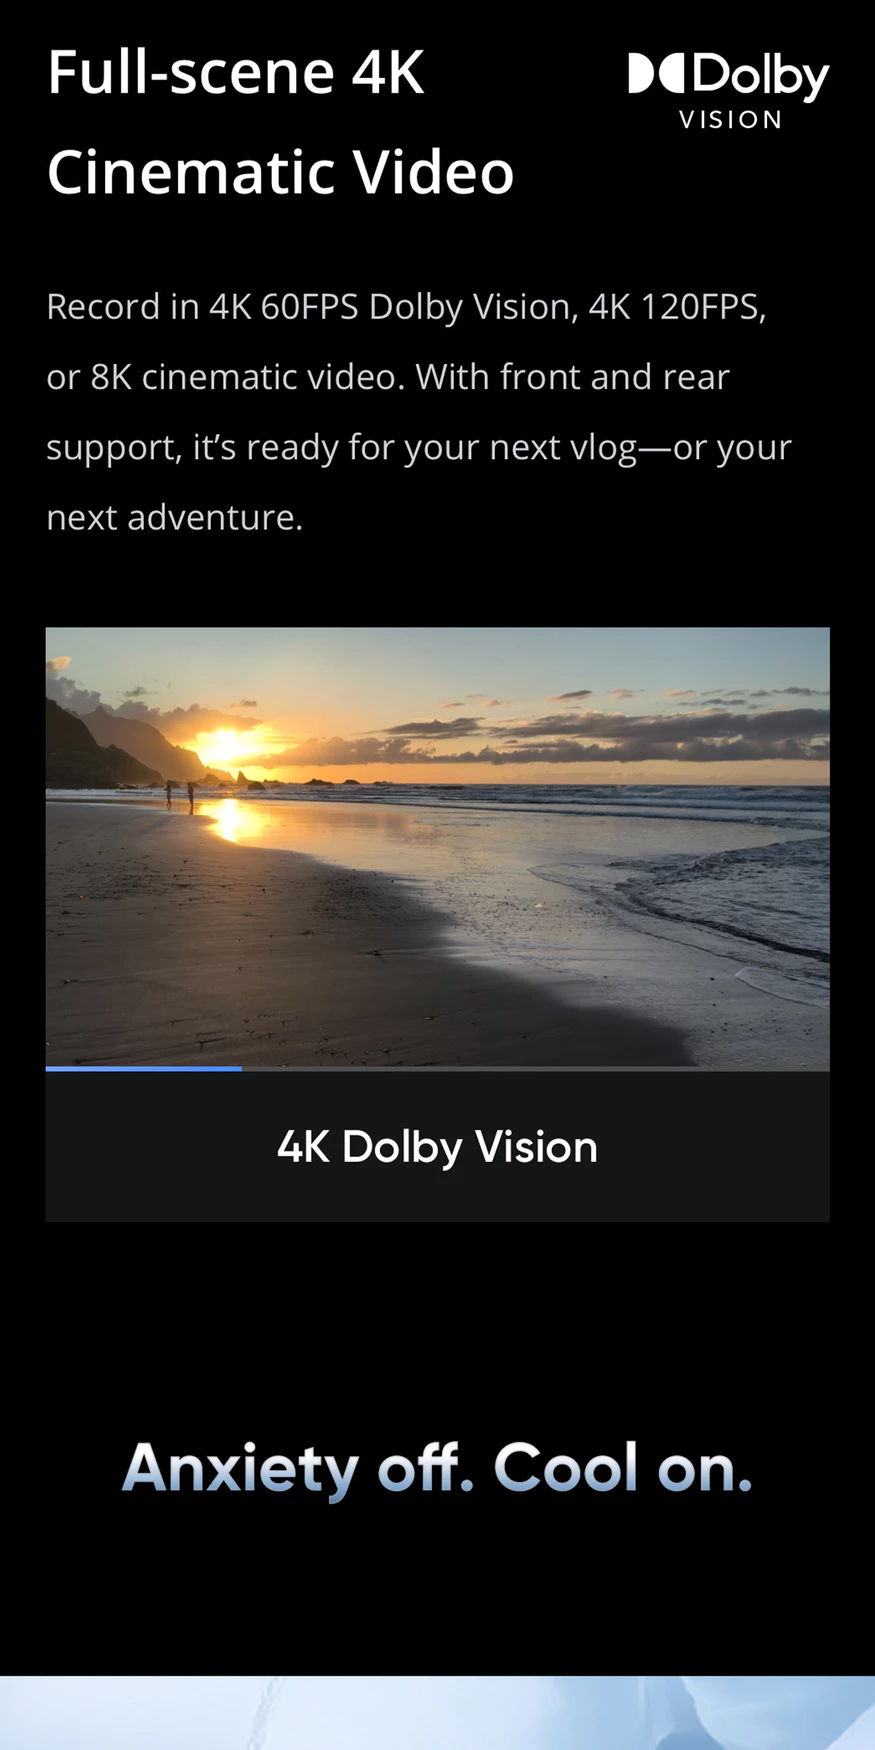 Full-scene 4K
Cinematic Video
Dolby
VISION
Record in 4K 60FPS Dolby Vision, 4K 120FPS,
or 8K cinematic video. With front and rear
support, it’s ready for your next vlog—or your
next adventure.
4K Dolby Vision
Anxiety off. Cool on.